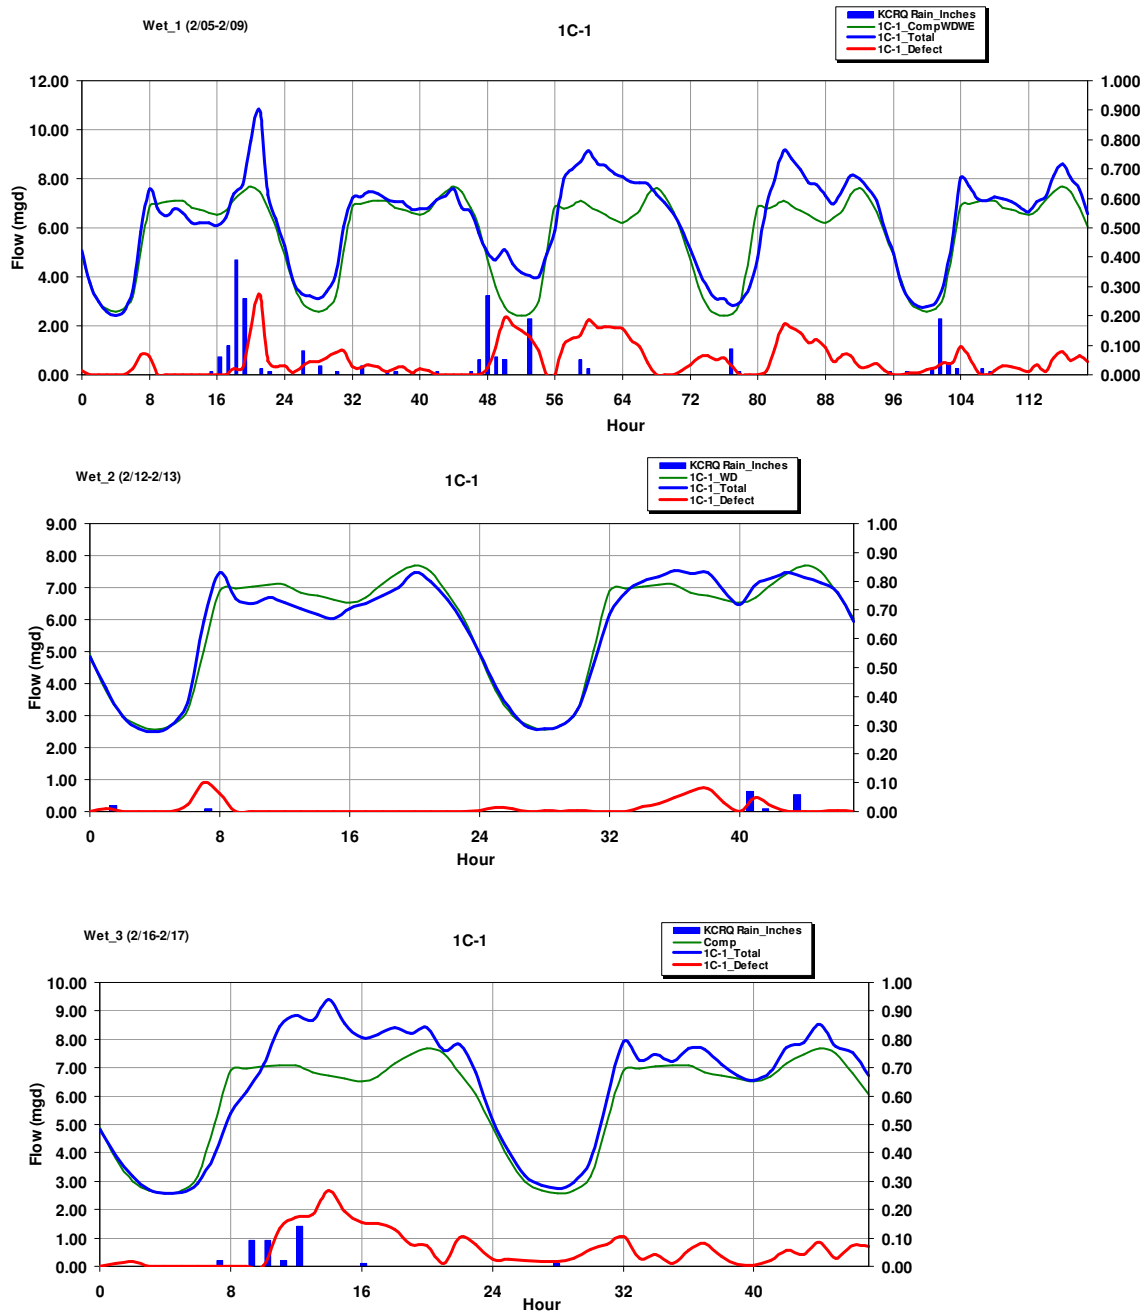 Wet_1 (2/05-2/09)
1C-1
KCRQ Rain_Inches
1C-1_CompWDWE
1C-1_Total
1C-1_Defect
12.00
10.00
8.00
6.00
4.00
2.00
0.00
Flow (mgd)
1.000
0.900
0.800
0.700
0.600
0.500
0.400
0.300
0.200
0.100
0.000
0 8 16 24 32 40 48 56 64 72 80 88 96 104 112
Hour
Wet_2 (2/12-2/13)
1C-1
KCRQ Rain_Inches
1C-1_WD
1C-1_Total
1C-1_Defect
9.00
8.00
7.00
6.00
5.00
4.00
3.00
2.00
1.00
0.00
Flow (mgd)
1.00
0.90
0.80
0.70
0.60
0.50
0.40
0.30
0.20
0.10
0.00
0 8 16 24 32 40
Hour
Wet_3 (2/16-2/17)
1C-1
KCRQ Rain_Inches
Comp
1C-1_Total
1C-1_Defect
10.00
9.00
8.00
7.00
6.00
5.00
4.00
3.00
2.00
1.00
0.00
Flow (mgd)
1.00
0.90
0.80
0.70
0.60
0.50
0.40
0.30
0.20
0.10
0.00
0 8 16 24 32 40
Hour